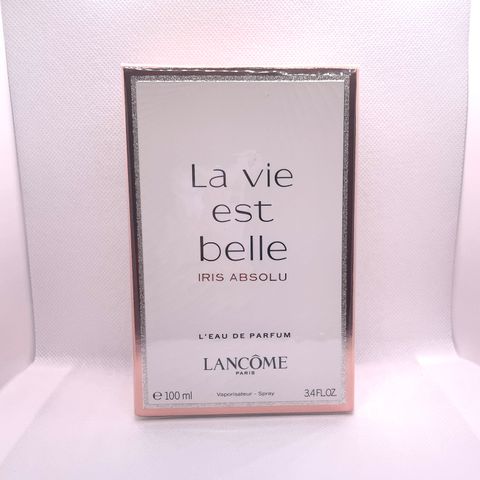 La vie
est
belle
IRIS ABSOLU
L'EAU DE PARFUM
LANCÔME
PARIS
℮ 100 ml Vaporisateur - Spray 3.4 FL.OZ.